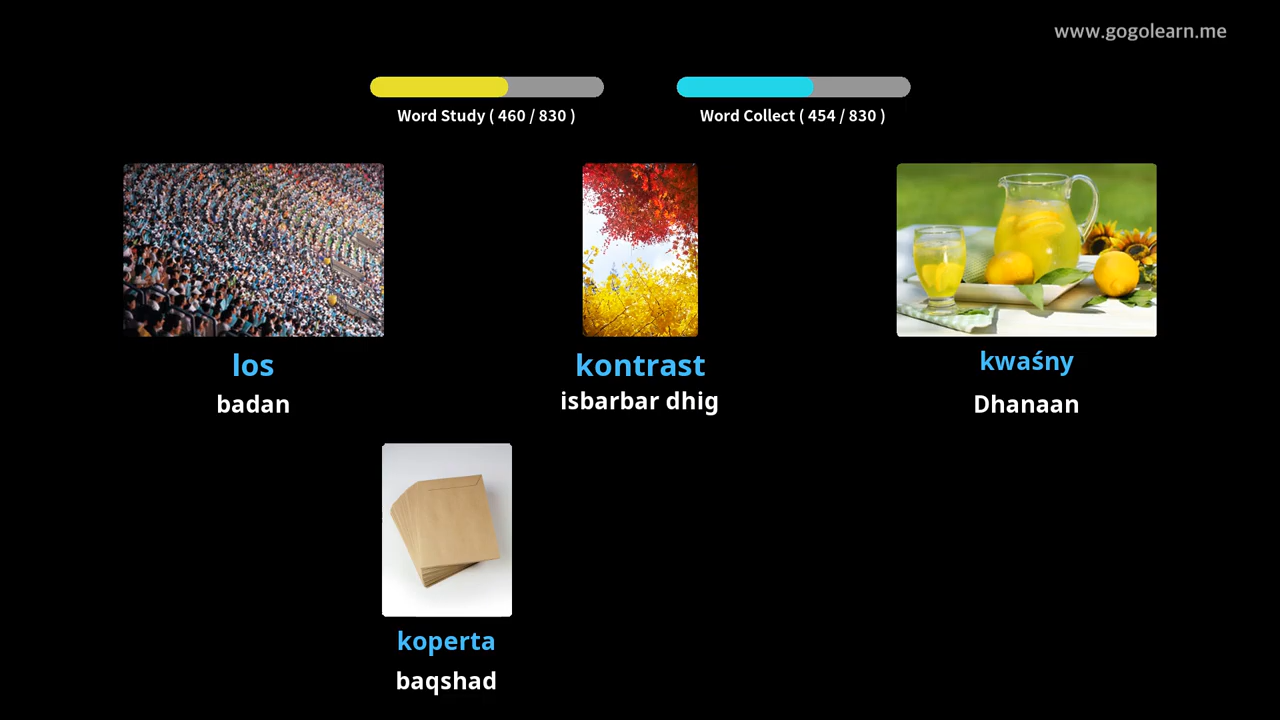 www.gogolearn.me
Word Study ( 460 / 830 )
Word Collect ( 454 / 830 )
los
badan
kontrast
isbarbar dhig
kwaśny
Dhanaan
koperta
baqshad